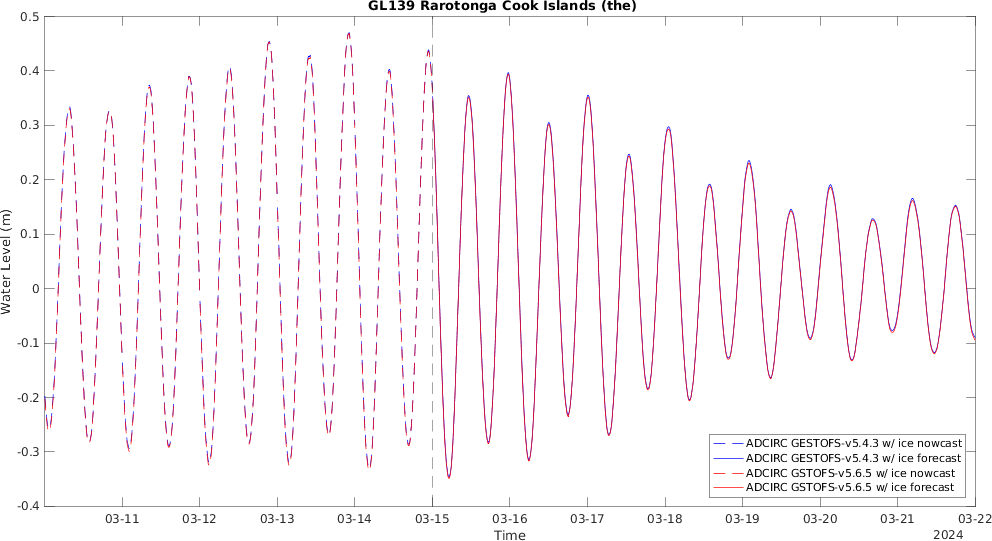 GL139 Rarotonga Cook Islands (the)
0.5
0.4
0.3
0.2
0.1
0
-0.1
-0.2
-0.3
-0.4
Water Level (m)
03-11 03-12 03-13 03-14 03-15 03-16 03-17 03-18 03-19 03-20 03-21 03-22
Time
2024
ADCIRC GESTOFS-v5.4.3 w/ ice nowcast
ADCIRC GESTOFS-v5.4.3 w/ ice forecast
ADCIRC GSTOFS-v5.6.5 w/ ice nowcast
ADCIRC GSTOFS-v5.6.5 w/ ice forecast